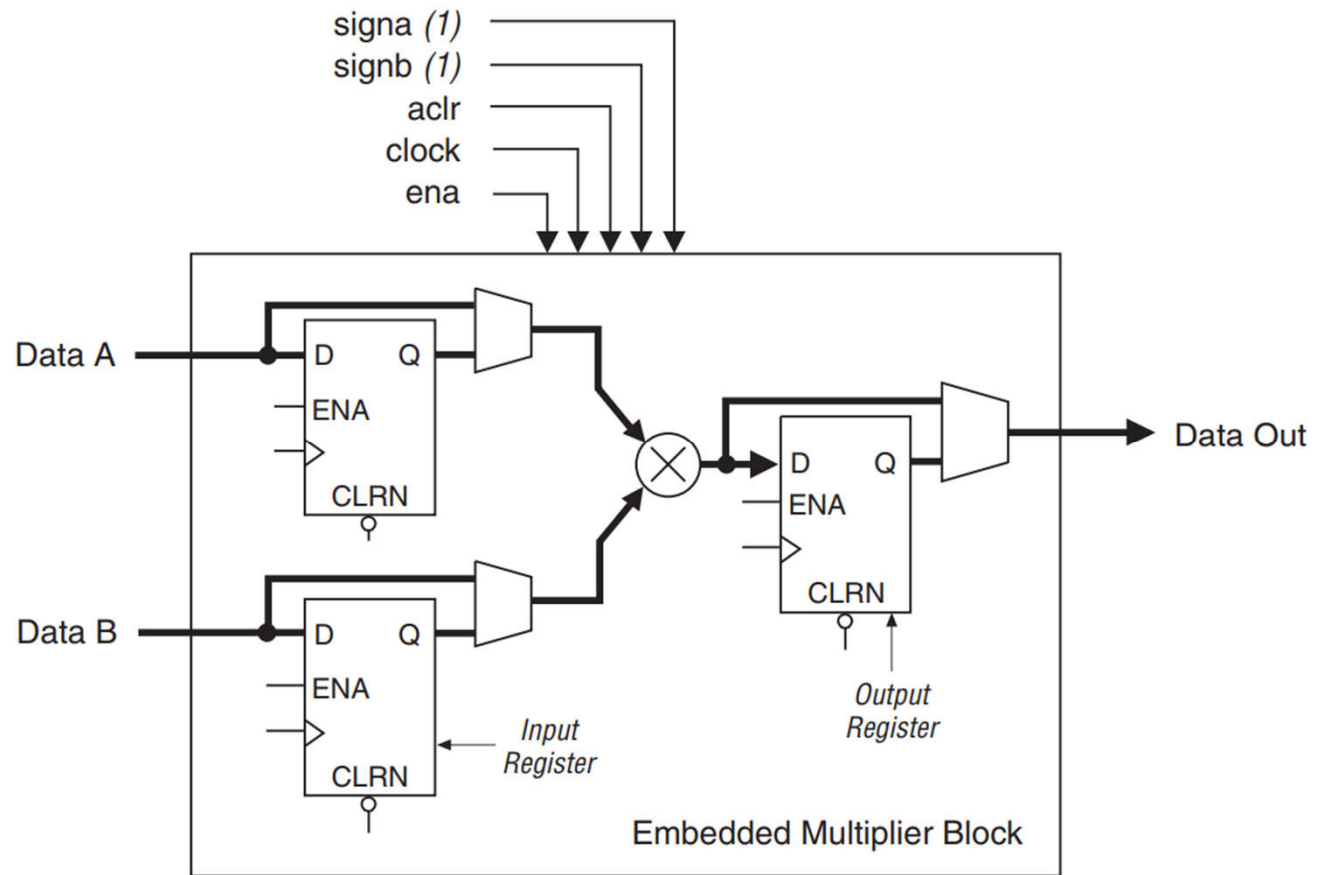 signa (1)
signb (1)
aclr
clock
ena
Data A
D Q
ENA
CLRN
Data B
D Q
ENA
CLRN
Input
Register
D Q
ENA
CLRN
Output
Register
Data Out
Embedded Multiplier Block